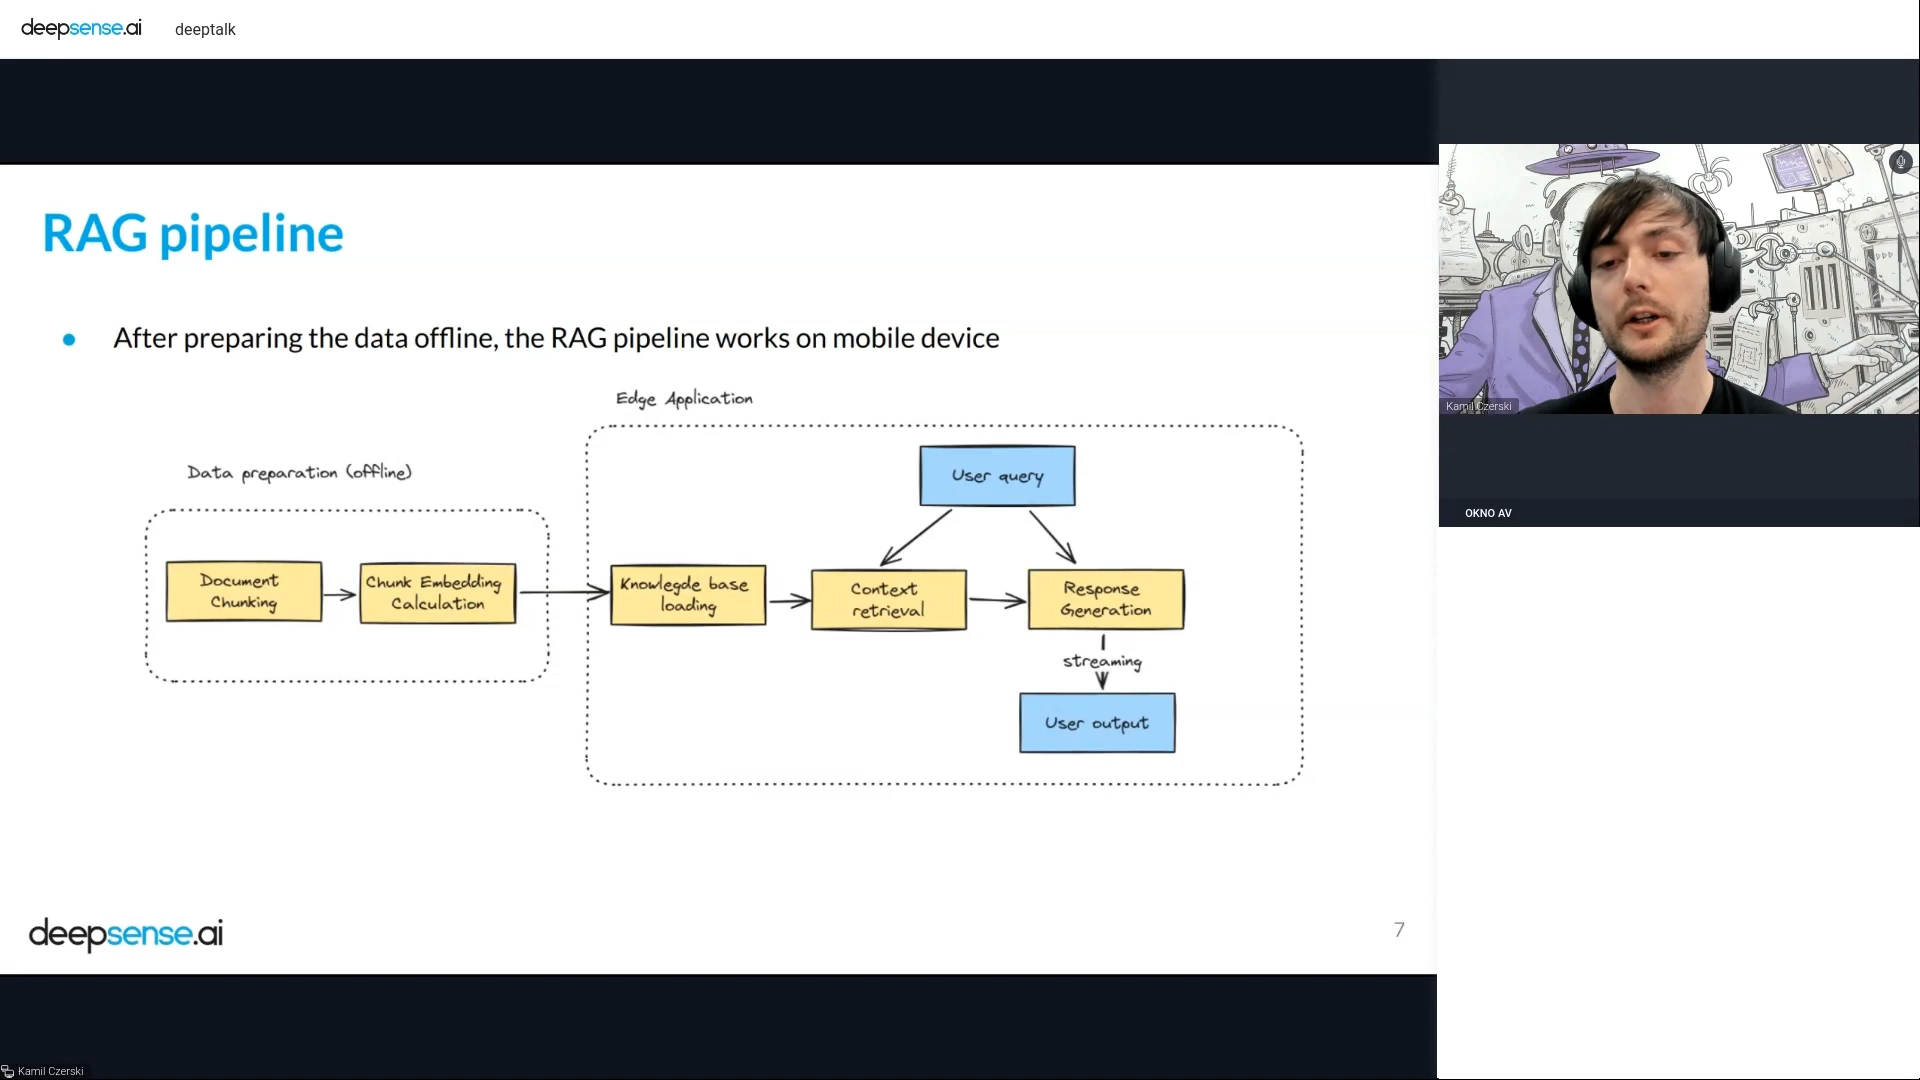 deepsense.ai
deeptalk
RAG pipeline
After preparing the data offline, the RAG pipeline works on mobile device
Edge Application
Data preparation (offline)
User query
Document
Chunking
Chunk Embedding
Calculation
Knowlegde base
loading
Context
retrieval
Response
Generation
streaming
User output
deepsense.ai
7
Kamil Czerski
OKNO AV
Kamil Czerski